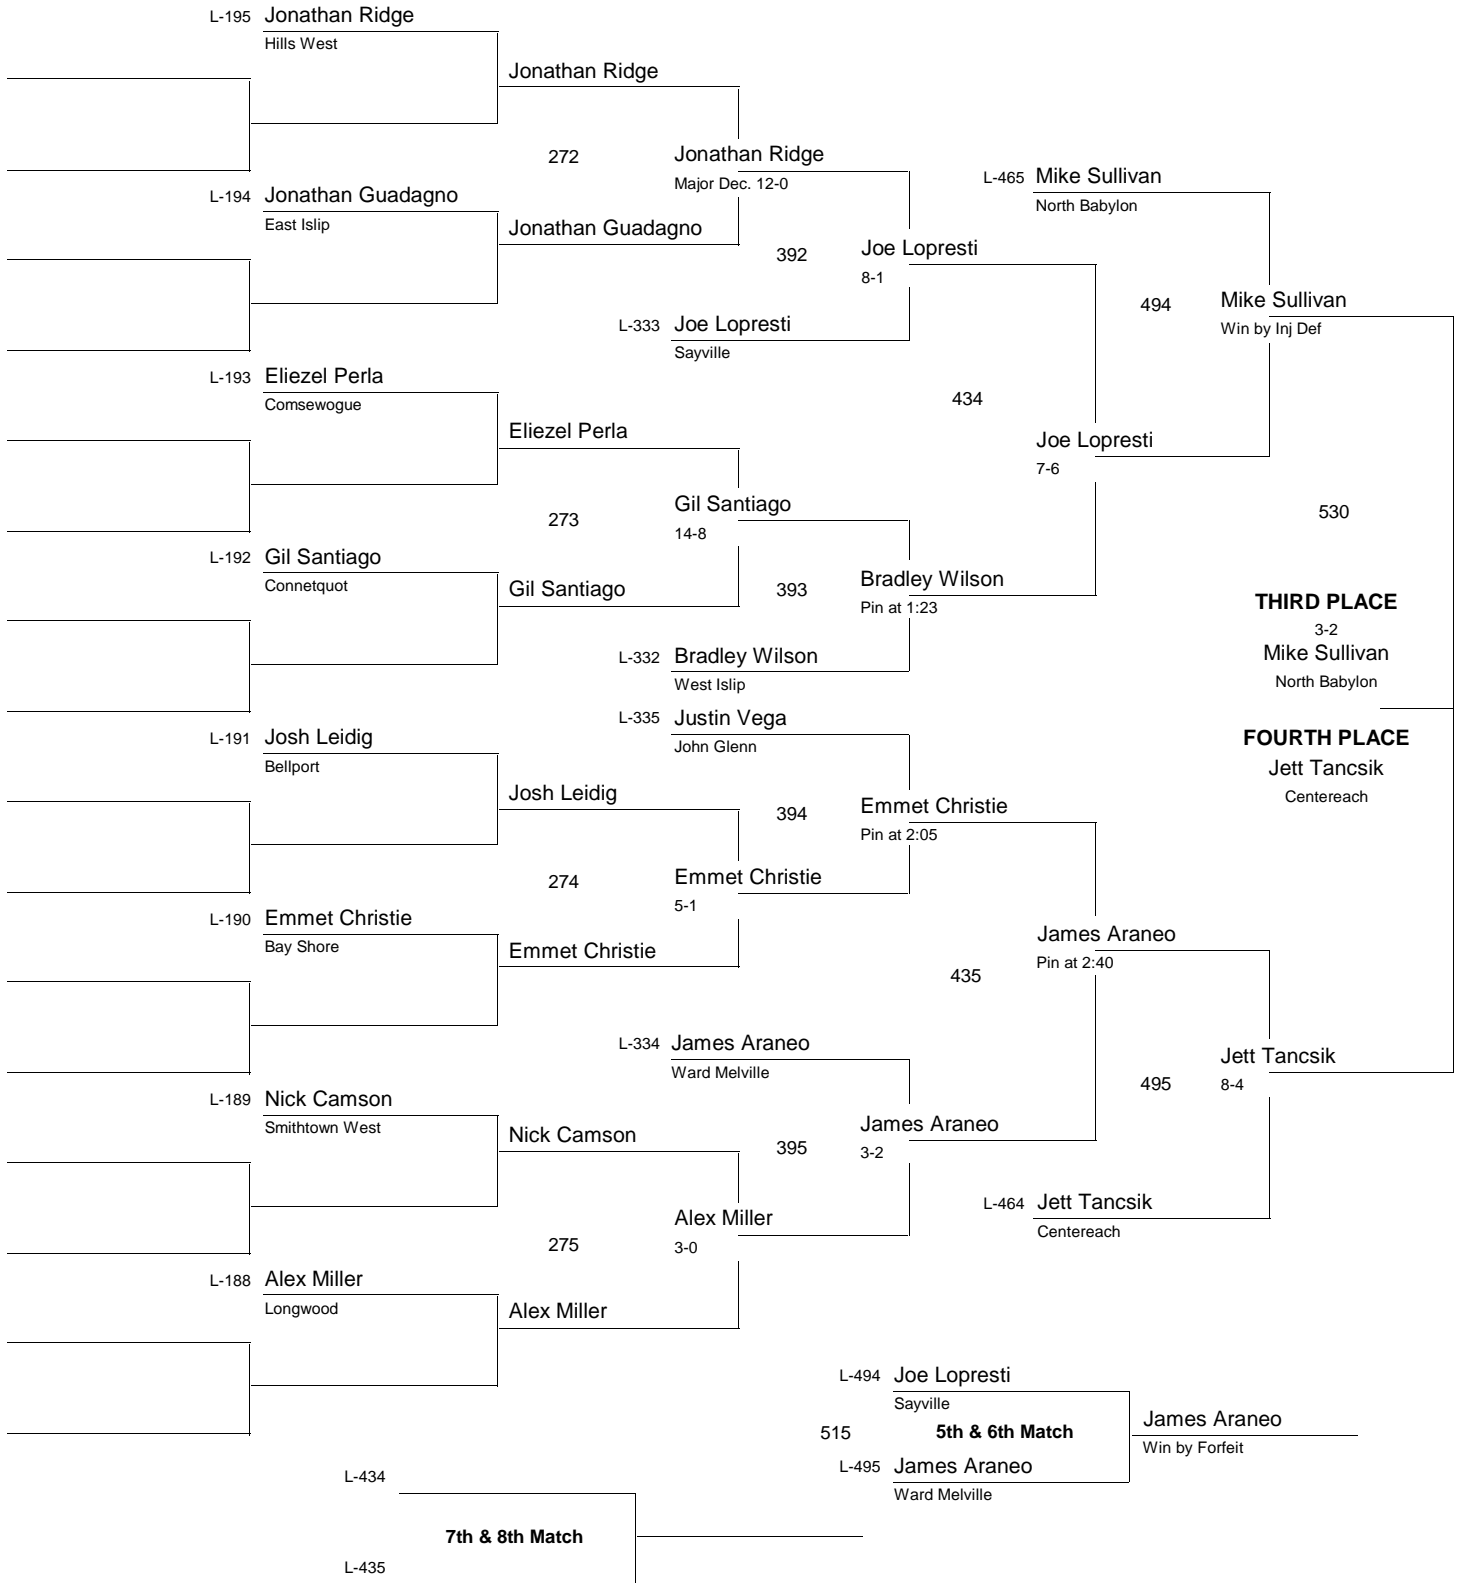 L-195 Jonathan Ridge
Hills West
Jonathan Ridge
272
Jonathan Ridge
Major Dec. 12-0
L-465 Mike Sullivan
North Babylon
L-194 Jonathan Guadagno
East Islip
Jonathan Guadagno
392
Joe Lopresti
8-1
494
Mike Sullivan
Win by Inj Def
L-333 Joe Lopresti
Sayville
L-193 Eliezel Perla
Comsewogue
434
Eliezel Perla
Joe Lopresti
7-6
273
Gil Santiago
14-8
530
L-192 Gil Santiago
Connetquot
Gil Santiago
393
Bradley Wilson
Pin at 1:23
THIRD PLACE
3-2
Mike Sullivan
North Babylon
L-332 Bradley Wilson
West Islip
L-335 Justin Vega
John Glenn
L-191 Josh Leidig
Bellport
FOURTH PLACE
Jett Tancsik
Centereach
Josh Leidig
394
Emmet Christie
Pin at 2:05
274
Emmet Christie
5-1
L-190 Emmet Christie
Bay Shore
Emmet Christie
James Araneo
Pin at 2:40
435
L-334 James Araneo
Ward Melville
Jett Tancsik
8-4
495
L-189 Nick Camson
Smithtown West
Nick Camson
395
James Araneo
3-2
L-464 Jett Tancsik
Centereach
Alex Miller
3-0
275
L-188 Alex Miller
Longwood
Alex Miller
L-494 Joe Lopresti
Sayville
515
5th & 6th Match
James Araneo
Win by Forfeit
L-495 James Araneo
Ward Melville
L-434
7th & 8th Match
L-435